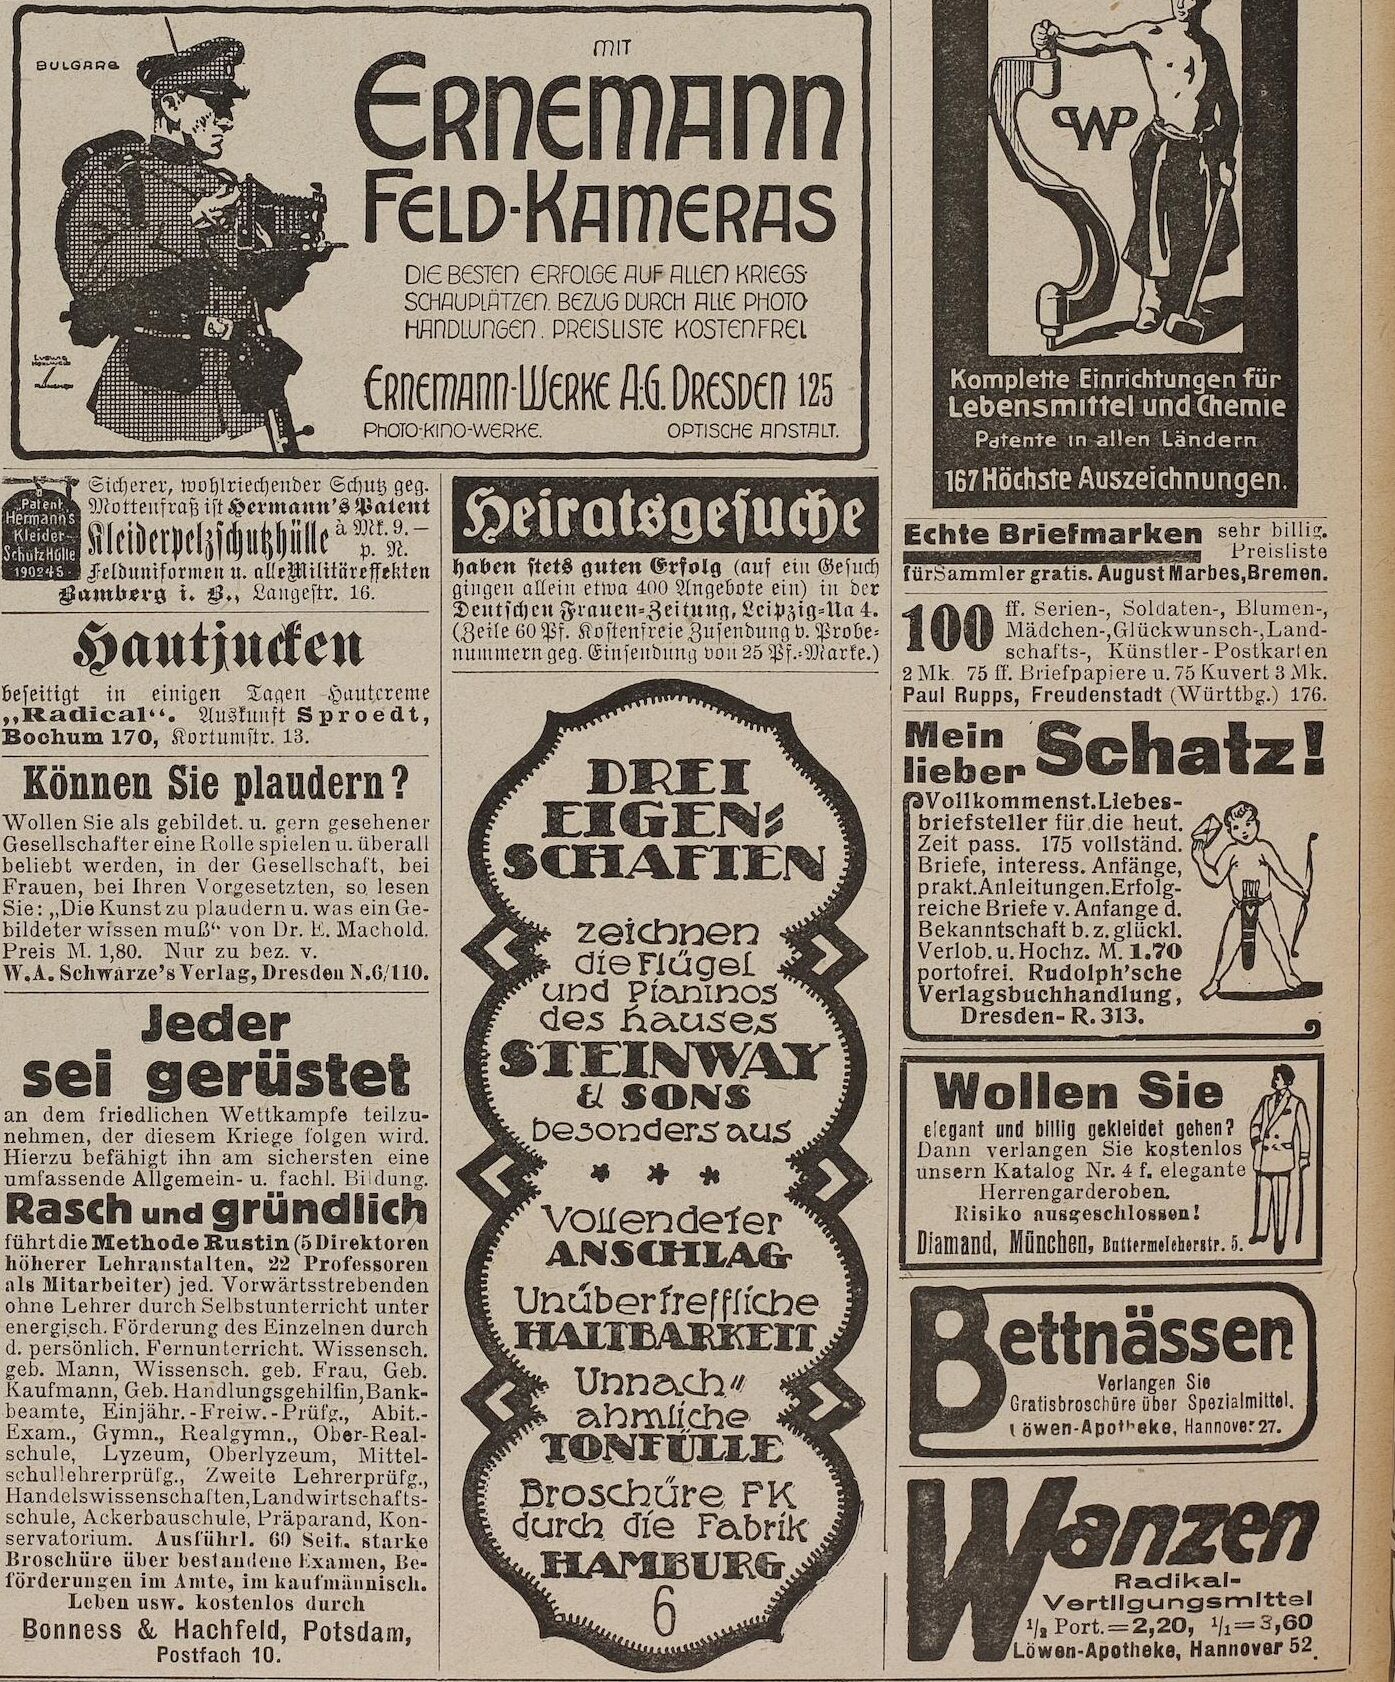 BULGARB
MIT
ERNEMANN
FELD-KAMERAS
DIE BESTEN ERFOLGE AUF ALLEN KRIEGS-
SCHAUPLÄTZEN. BEZUG DURCH ALLE PHOTO
HANDLUNGEN. PREISLISTE KOSTENFREI
ERNEMANN-WERKE A.G. DRESDEN 125
PHOTO-KINO-WERKE. OPTISCHE ANSTALT.
LUDWIG
HOHLWEIN
MÜNCHEN
Patent
Hermann's
Kleider-
Schutz Hülle
190245
Sicherer, wohlriechender Schutz geg.
Mottenfraß ist Hermann's Patent
Kleiderpelzschutzhülle à Mk. 9.—
p. N.
Felduniformen u. alle Militäreffekten
Bamberg i. B., Langestr. 16.
Hautjucken
beseitigt in einigen Tagen Hautcreme
„Radical“. Auskunft Sproedt,
Bochum 170, Kortumstr. 13.
Können Sie plaudern?
Wollen Sie als gebildet. u. gern gesehener
Gesellschafter eine Rolle spielen u. überall
beliebt werden, in der Gesellschaft, bei
Frauen, bei Ihren Vorgesetzten, so lesen
Sie: „Die Kunst zu plaudern u. was ein Ge-
bildeter wissen muß“ von Dr. E. Machold.
Preis M. 1,80. Nur zu bez. v.
W. A. Schwarze's Verlag, Dresden N.6/110.
Jeder
sei gerüstet
an dem friedlichen Wettkampfe teilzu-
nehmen, der diesem Kriege folgen wird.
Hierzu befähigt ihn am sichersten eine
umfassende Allgemein- u. fachl. Bildung.
Rasch und gründlich
führt die Methode Rustin (5 Direktoren
höherer Lehranstalten, 22 Professoren
als Mitarbeiter) jed. Vorwärtsstrebenden
ohne Lehrer durch Selbstunterricht unter
energisch. Förderung des Einzelnen durch
d. persönlich. Fernunterricht. Wissensch.
geb. Mann, Wissensch. geb. Frau, Geb.
Kaufmann, Geb. Handlungsgehilfin, Bank-
beamte, Einjähr.-Freiw.-Prüfg., Abit.-
Exam., Gymn., Realgymn., Ober-Real-
schule, Lyzeum, Oberlyzeum, Mittel-
schullehrerprüfg., Zweite Lehrerprüfg.,
Handelswissenschaften, Landwirtschafts-
schule, Ackerbauschule, Präparand, Kon-
servatorium. Ausführl. 60 Seit. starke
Broschüre über bestandene Examen, Be-
förderungen im Amte, im kaufmännisch.
Leben usw. kostenlos durch
Bonness & Hachfeld, Potsdam,
Postfach 10.
Heiratsgesuche
haben stets guten Erfolg (auf ein Gesuch
gingen allein etwa 400 Angebote ein) in der
Deutschen Frauen-Zeitung, Leipzig-Na 4.
(Zeile 60 Pf. Kostenfreie Zusendung v. Probe-
nummern geg. Einsendung von 25 Pf.-Marke.)
DREI
EIGEN-
SCHAFTEN
zeichnen
die Flügel
und Pianinos
des Hauses
STEINWAY
& SONS
besonders aus
* * *
Vollendeter
ANSCHLAG
Unübertreffliche
HALTBARKEIT
Unnach-
ahmliche
TONFÜLLE
Broschüre FK
durch die Fabrik
HAMBURG
6
WP
Komplette Einrichtungen für
Lebensmittel und Chemie
Patente in allen Ländern
167 Höchste Auszeichnungen.
Echte Briefmarken sehr billig.
Preisliste
für Sammler gratis. August Marbes, Bremen.
100 ff. Serien-, Soldaten-, Blumen-,
Mädchen-, Glückwunsch-, Land-
schafts-, Künstler-Postkarten
2 Mk. 75 ff. Briefpapiere u. 75 Kuvert 3 Mk.
Paul Rupps, Freudenstadt (Württbg.) 176.
Mein
lieber Schatz!
Vollkommenst. Liebes-
briefsteller für die heut.
Zeit pass. 175 vollständ.
Briefe, interess. Anfänge,
prakt. Anleitungen. Erfolg-
reiche Briefe v. Anfange d.
Bekanntschaft b. z. glückl.
Verlob. u. Hochz. M. 1.70
portofrei. Rudolph'sche
Verlagsbuchhandlung,
Dresden- R. 313.
Wollen Sie
elegant und billig gekleidet gehen?
Dann verlangen Sie kostenlos
unsern Katalog Nr. 4 f. elegante
Herrengarderoben.
Risiko ausgeschlossen!
Diamand, München, Buttermelcherstr. 5.
Bettnässen
Verlangen Sie
Gratisbroschüre über Spezialmittel.
Löwen-Apotheke, Hannover 27.
Wanzen
Radikal-
Vertilgungsmittel
1/2 Port.=2,20, 1/1=3,60
Löwen-Apotheke, Hannover 52.